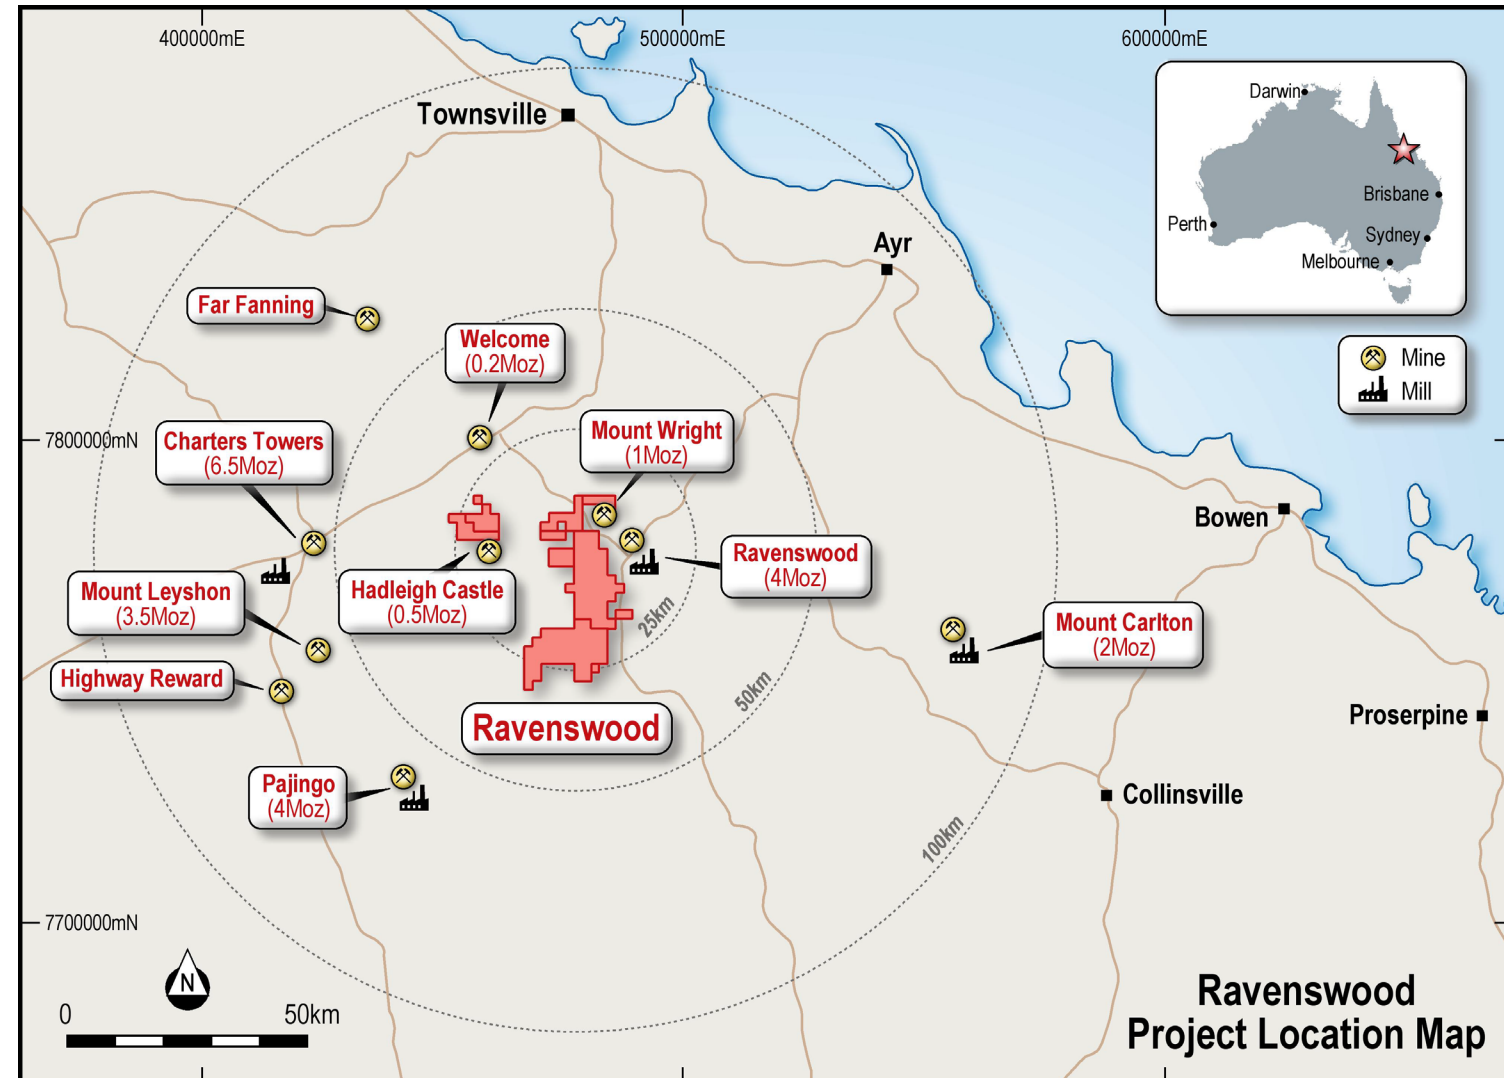 400000mE
500000mE
600000mE
Townsville
Darwin
Brisbane
Perth
Sydney
Melbourne
Ayr
Far Fanning
Welcome
(0.2Moz)
Mine
Mill
7800000mN
Charters Towers
(6.5Moz)
Mount Wright
(1Moz)
Bowen
Ravenswood
(4Moz)
Mount Leyshon
(3.5Moz)
Hadleigh Castle
(0.5Moz)
25km
Mount Carlton
(2Moz)
Highway Reward
50km
Ravenswood
Proserpine
Pajingo
(4Moz)
Collinsville
100km
7700000mN
N
0
50km
Ravenswood
Project Location Map